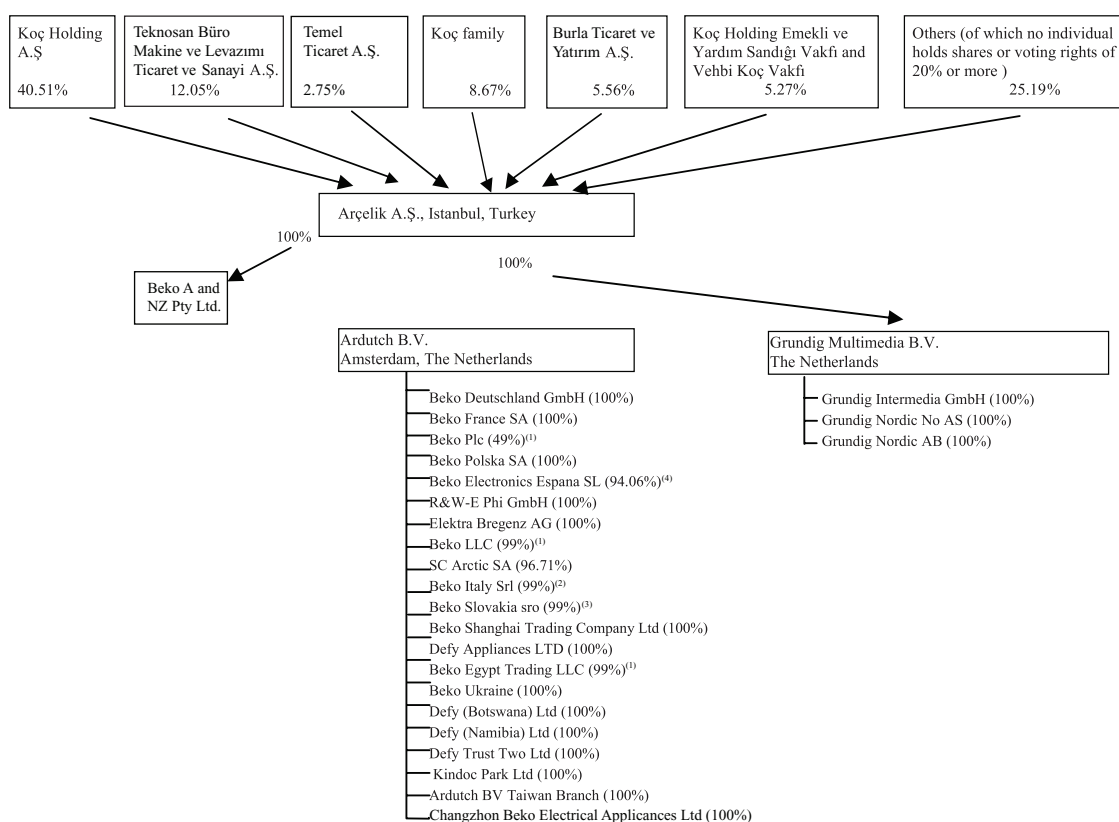 Koç Holding
A.Ş
40.51%
Teknosan Büro
Makine ve Levazımı
Ticaret ve Sanayi A.Ş.
12.05%
Temel
Ticaret A.Ş.
2.75%
Koç family
8.67%
Burla Ticaret ve
Yatırım A.Ş.
5.56%
Koç Holding Emekli ve
Yardım Sandığı Vakfı and
Vehbi Koç Vakfı
5.27%
Others (of which no individual
holds shares or voting rights of
20% or more )
25.19%
Arçelik A.Ş., Istanbul, Turkey
100%
100%
Beko A and
NZ Pty Ltd.
Ardutch B.V.
Amsterdam, The Netherlands
Beko Deutschland GmbH (100%)
Beko France SA (100%)
Beko Plc (49%)(1)
Beko Polska SA (100%)
Beko Electronics Espana SL (94.06%)(4)
R&W-E Phi GmbH (100%)
Elektra Bregenz AG (100%)
Beko LLC (99%)(1)
SC Arctic SA (96.71%)
Beko Italy Srl (99%)(2)
Beko Slovakia sro (99%)(3)
Beko Shanghai Trading Company Ltd (100%)
Defy Appliances LTD (100%)
Beko Egypt Trading LLC (99%)(1)
Beko Ukraine (100%)
Defy (Botswana) Ltd (100%)
Defy (Namibia) Ltd (100%)
Defy Trust Two Ltd (100%)
Kindoc Park Ltd (100%)
Ardutch BV Taiwan Branch (100%)
Changzhon Beko Electrical Applicances Ltd (100%)
Grundig Multimedia B.V.
The Netherlands
Grundig Intermedia GmbH (100%)
Grundig Nordic No AS (100%)
Grundig Nordic AB (100%)